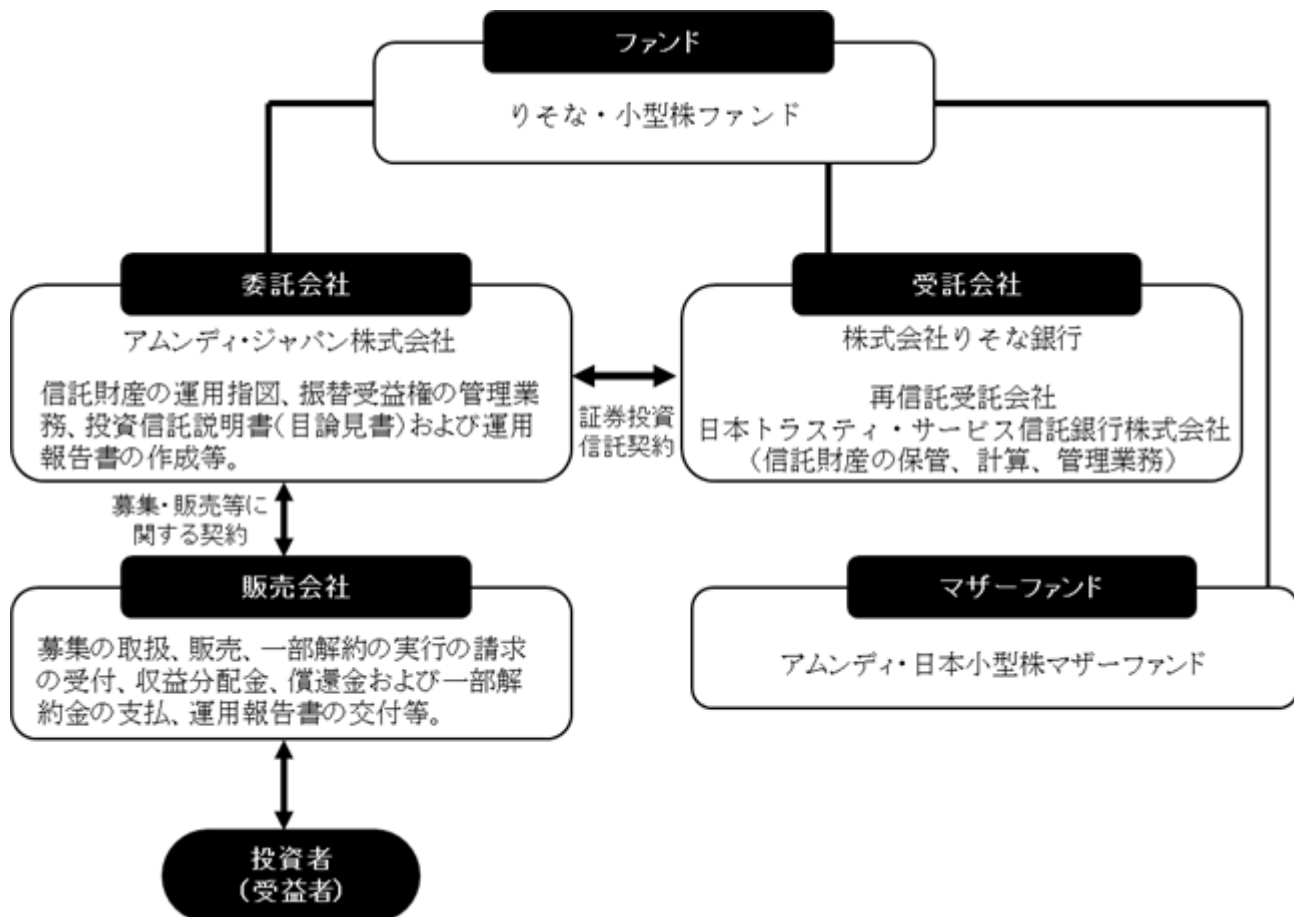 ファンド
りそな・小型株ファンド
委託会社
アムンディ・ジャパン株式会社
信託財産の運用指図、振替受益権の管理業
務、投資信託説明書(目論見書)および運用
報告書の作成等。
証券投資
信託契約
受託会社
株式会社りそな銀行
再信託受託会社
日本トラスティ・サービス信託銀行株式会社
(信託財産の保管、計算、管理業務)
募集・販売等に
関する契約
販売会社
募集の取扱、販売、一部解約の実行の請求
の受付、収益分配金、償還金および一部解
約金の支払、運用報告書の交付等。
マザーファンド
アムンディ・日本小型株マザーファンド
投資者
(受益者)